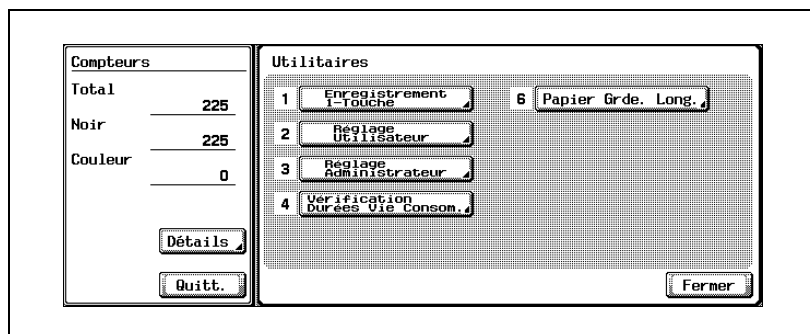 Compteurs
Total
225
Noir
225
Couleur
0
Détails
Quitt.
Utilitaires
1 Enregistrement
1-Touche
2 Réglage
Utilisateur
3 Réglage
Administrateur
4 Vérification
Durées Vie Consom.
6 Papier Grde. Long.
Fermer